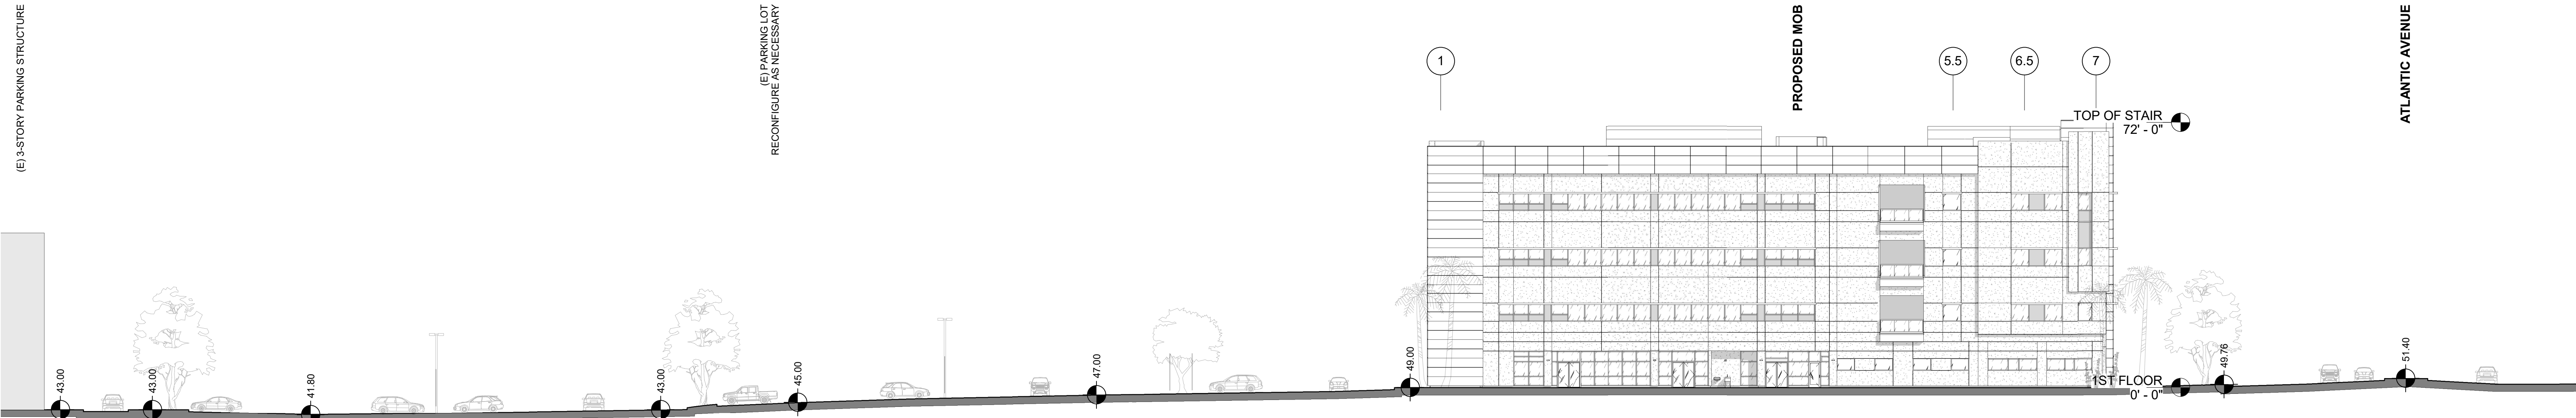 (E) 3-STORY PARKING STRUCTURE
(E) PARKING LOT
RECONFIGURE AS NECESSARY
PROPOSED MOB
ATLANTIC AVENUE
1
5.5
6.5
7
TOP OF STAIR
72' - 0"
43.00
43.00
41.80
43.00
45.00
47.00
49.00
1ST FLOOR
0' - 0"
49.76
51.40